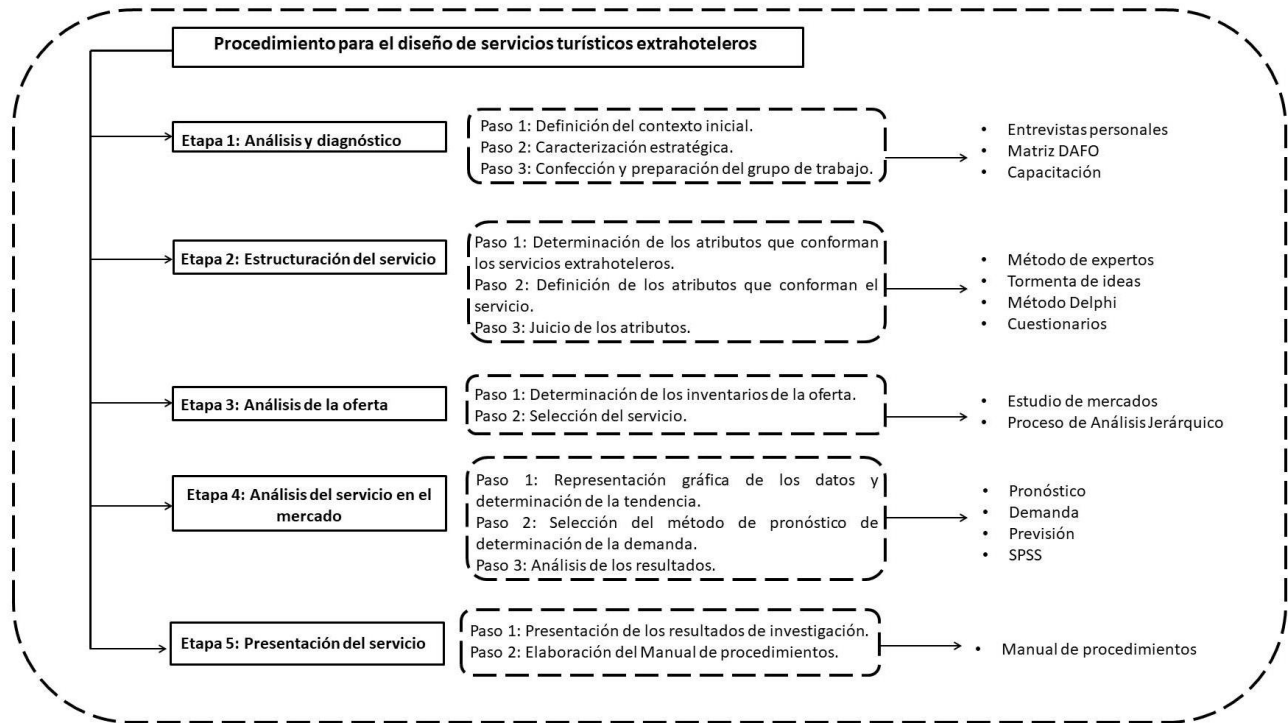 Procedimiento para el diseño de servicios turísticos extrahoteleros
Etapa 1: Análisis y diagnóstico
Paso 1: Definición del contexto inicial.
Paso 2: Caracterización estratégica.
Paso 3: Confección y preparación del grupo de trabajo.
• Entrevistas personales
• Matriz DAFO
• Capacitación
Etapa 2: Estructuración del servicio
Paso 1: Determinación de los atributos que conforman
los servicios extrahoteleros.
Paso 2: Definición de los atributos que conforman el
servicio.
Paso 3: Juicio de los atributos.
• Método de expertos
• Tormenta de ideas
• Método Delphi
• Cuestionarios
Etapa 3: Análisis de la oferta
Paso 1: Determinación de los inventarios de la oferta.
Paso 2: Selección del servicio.
• Estudio de mercados
• Proceso de Análisis Jerárquico
Etapa 4: Análisis del servicio en el
mercado
Paso 1: Representación gráfica de los datos y
determinación de la tendencia.
Paso 2: Selección del método de pronóstico de
determinación de la demanda.
Paso 3: Análisis de los resultados.
• Pronóstico
• Demanda
• Previsión
• SPSS
Etapa 5: Presentación del servicio
Paso 1: Presentación de los resultados de investigación.
Paso 2: Elaboración del Manual de procedimientos.
• Manual de procedimientos